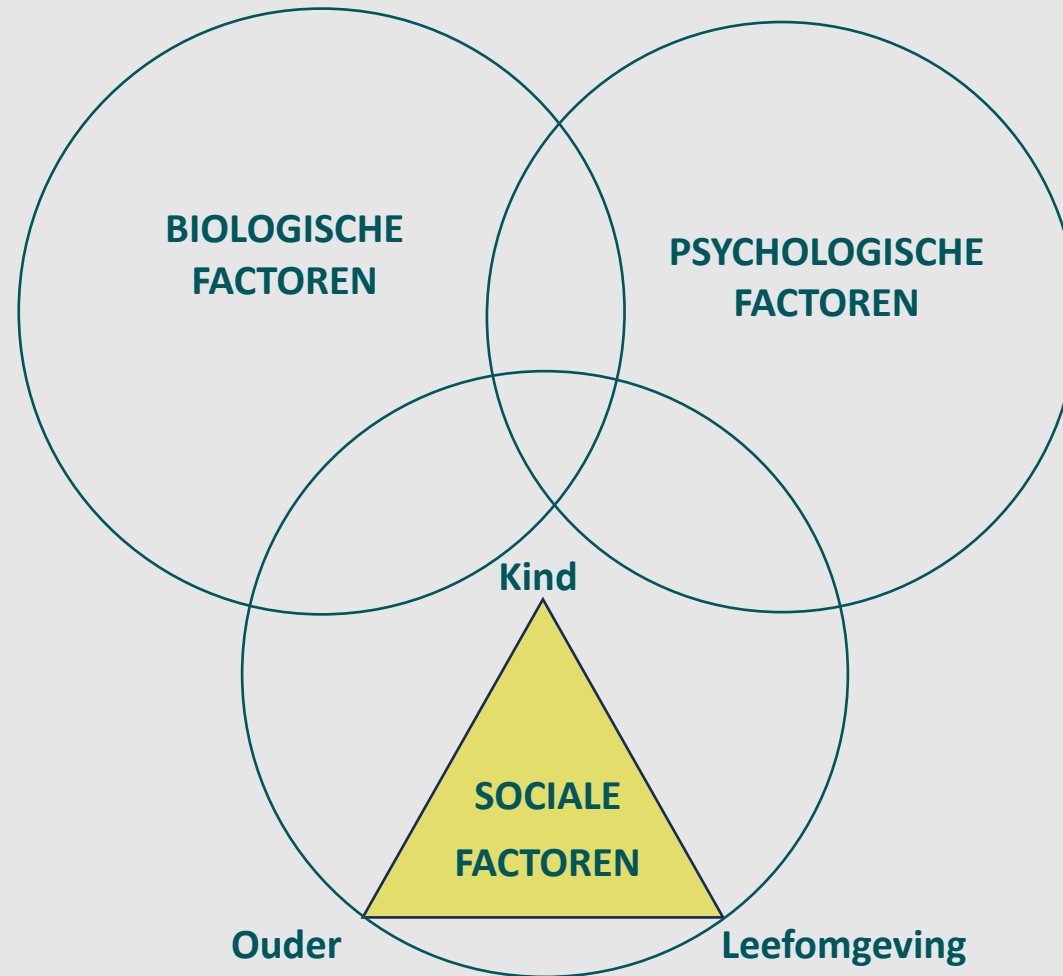 BIOLOGISCHE
FACTOREN
PSYCHOLOGISCHE
FACTOREN
Kind
SOCIALE
FACTOREN
Ouder
Leefomgeving